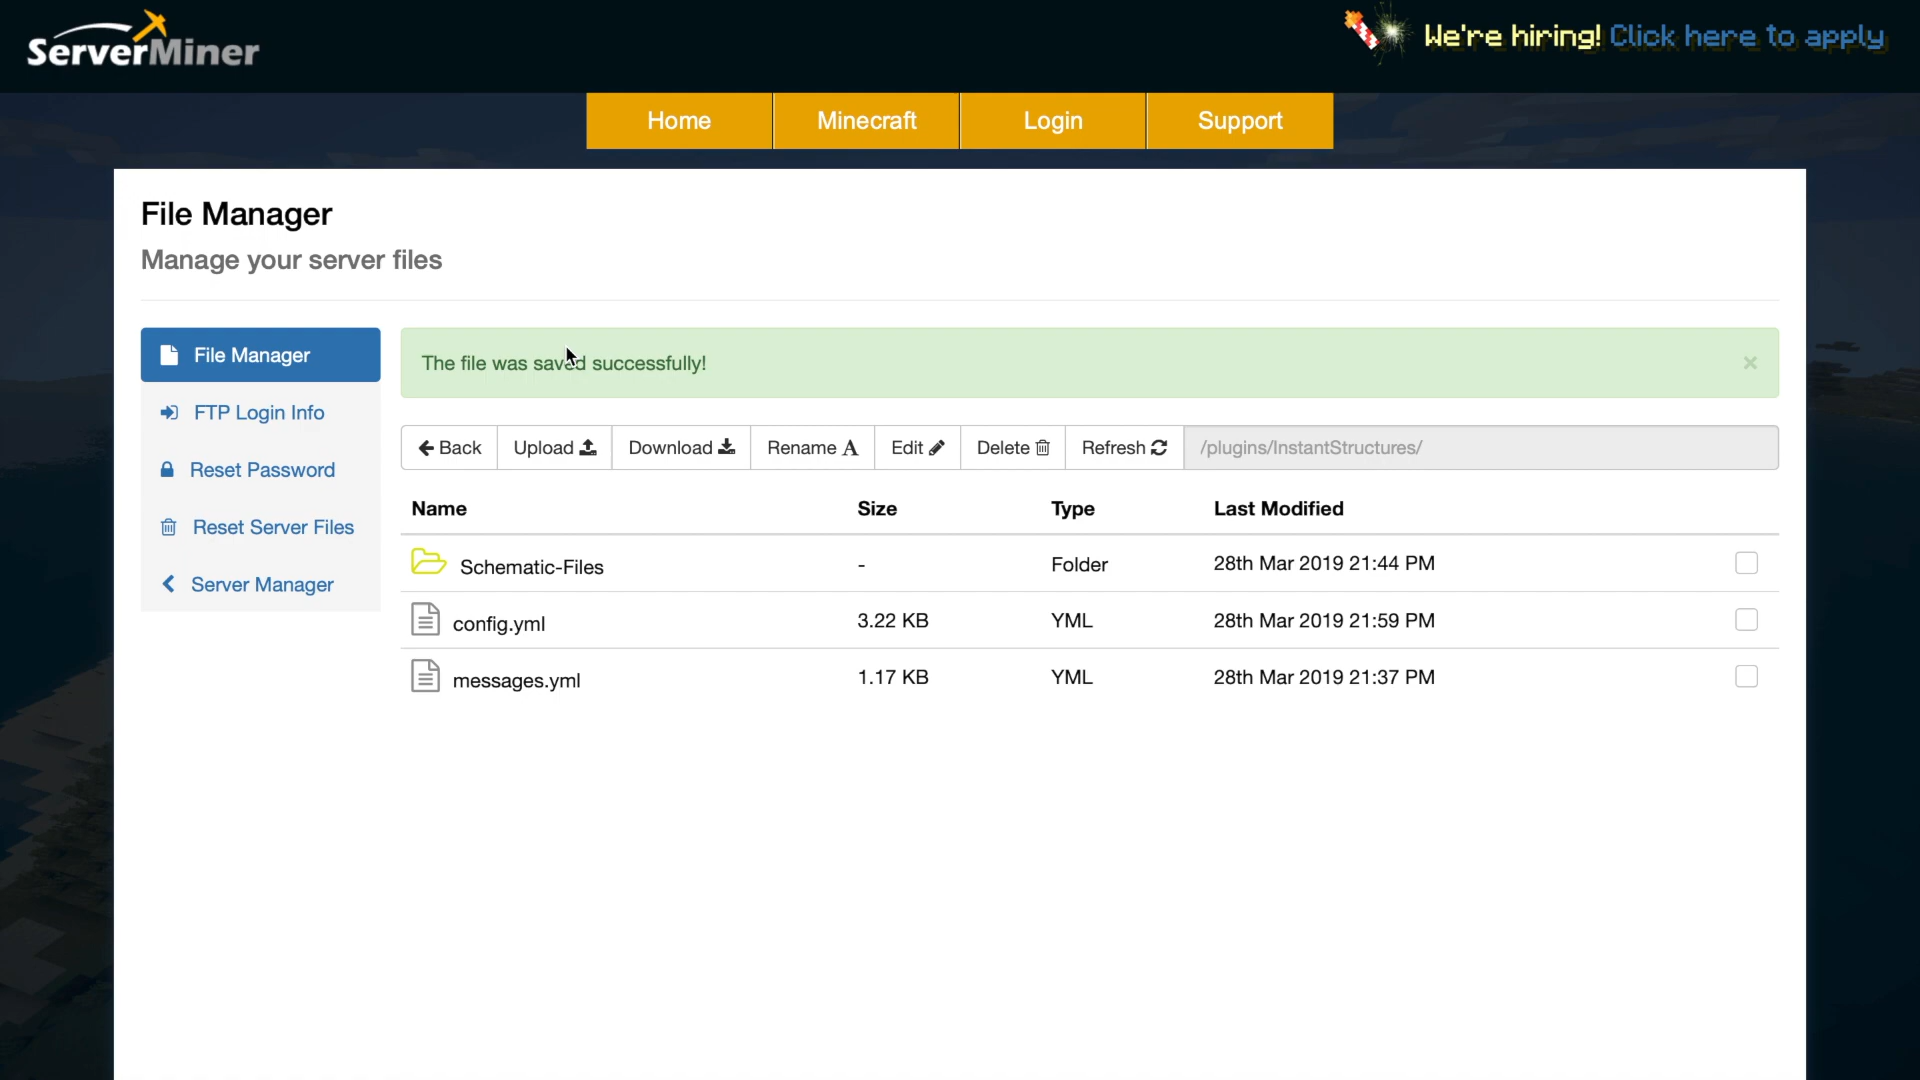 ServerMiner
We're hiring! Click here to apply
Home Minecraft Login Support
File Manager
Manage your server files
File Manager
FTP Login Info
Reset Password
Reset Server Files
Server Manager
The file was saved successfully! ×
Back Upload Download Rename A Edit Delete Refresh /plugins/InstantStructures/
Name Size Type Last Modified
Schematic-Files - Folder 28th Mar 2019 21:44 PM
config.yml 3.22 KB YML 28th Mar 2019 21:59 PM
messages.yml 1.17 KB YML 28th Mar 2019 21:37 PM